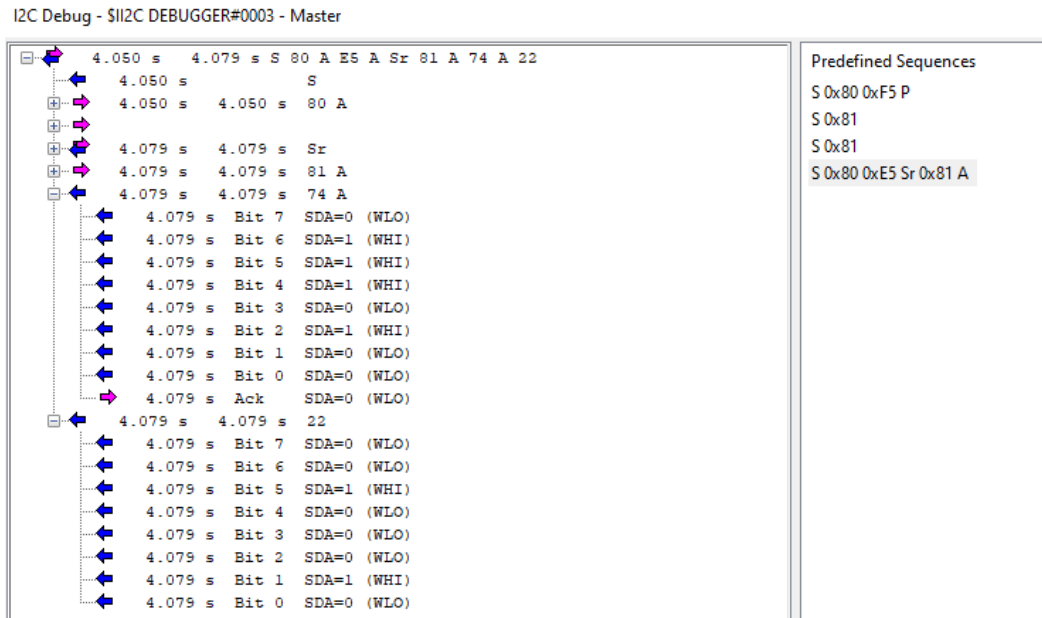 I2C Debug - $II2C DEBUGGER#0003 - Master
4.050 s 4.079 s S 80 A E5 A Sr 81 A 74 A 22
4.050 s S
4.050 s 4.050 s 80 A
4.079 s 4.079 s Sr
4.079 s 4.079 s 81 A
4.079 s 4.079 s 74 A
4.079 s Bit 7 SDA=0 (WLO)
4.079 s Bit 6 SDA=1 (WHI)
4.079 s Bit 5 SDA=1 (WHI)
4.079 s Bit 4 SDA=1 (WHI)
4.079 s Bit 3 SDA=0 (WLO)
4.079 s Bit 2 SDA=1 (WHI)
4.079 s Bit 1 SDA=0 (WLO)
4.079 s Bit 0 SDA=0 (WLO)
4.079 s Ack SDA=0 (WLO)
4.079 s 4.079 s 22
4.079 s Bit 7 SDA=0 (WLO)
4.079 s Bit 6 SDA=0 (WLO)
4.079 s Bit 5 SDA=1 (WHI)
4.079 s Bit 4 SDA=0 (WLO)
4.079 s Bit 3 SDA=0 (WLO)
4.079 s Bit 2 SDA=0 (WLO)
4.079 s Bit 1 SDA=1 (WHI)
4.079 s Bit 0 SDA=0 (WLO)
Predefined Sequences
S 0x80 0xF5 P
S 0x81
S 0x81
S 0x80 0xE5 Sr 0x81 A